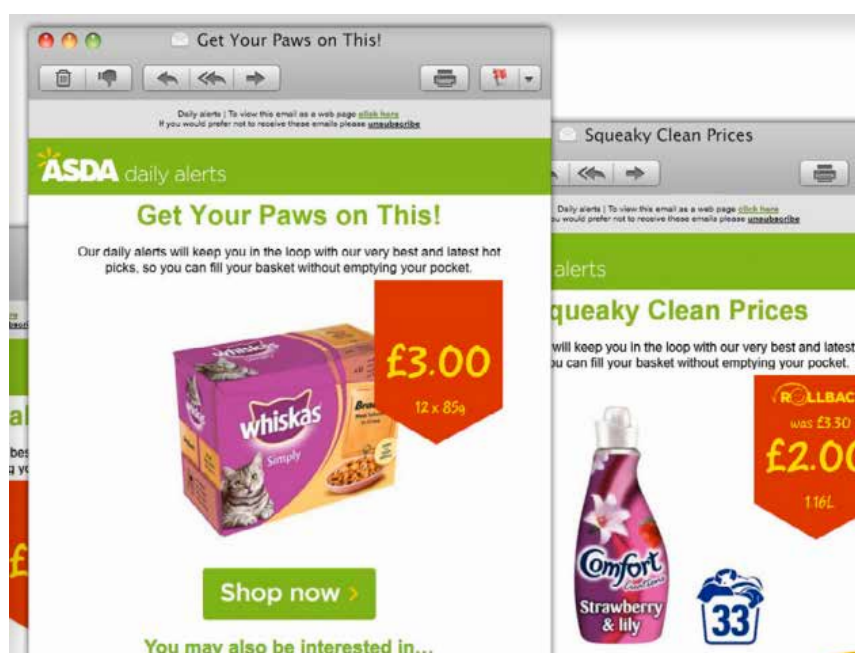 Get Your Paws on This!
Daily alerts | To view this email as a web page click here
If you would prefer not to receive these emails please unsubscribe
ASDA daily alerts
Get Your Paws on This!
Our daily alerts will keep you in the loop with our very best and latest hot
picks, so you can fill your basket without emptying your pocket.
£3.00
12 x 85g
whiskas
Simply
Shop now >
You may also be interested in...
Squeaky Clean Prices
Daily alerts | To view this email as a web page click here
would prefer not to receive these emails please unsubscribe
alerts
queaky Clean Prices
will keep you in the loop with our very best and latest
can fill your basket without emptying your pocket.
ROLLBAC
was £3.30
£2.00
1.16L
Comfort
Creations
Strawberry
& lily
33
£